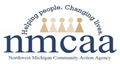 Helping people. Changing lives.
nmcaa
Northwest Michigan Community Action Agency